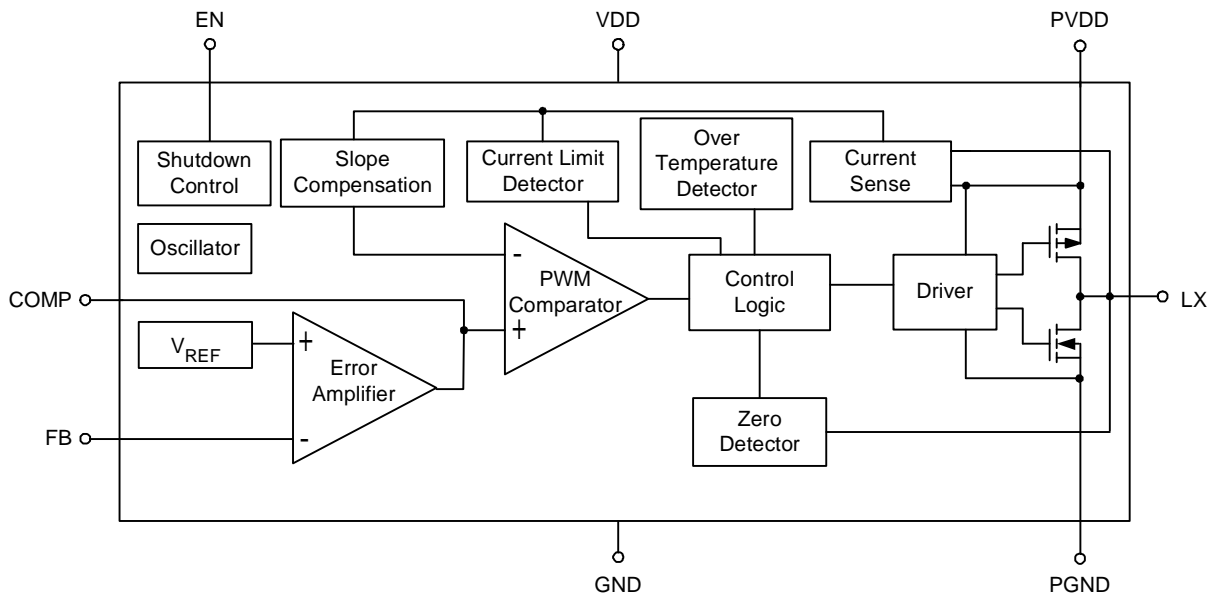 EN
VDD
PVDD
Shutdown
Control
Slope
Compensation
Current Limit
Detector
Over
Temperature
Detector
Current
Sense
Oscillator
-
PWM
Comparator
+
Control
Logic
Driver
COMP
LX
VREF
+
Error
Amplifier
-
FB
Zero
Detector
GND
PGND